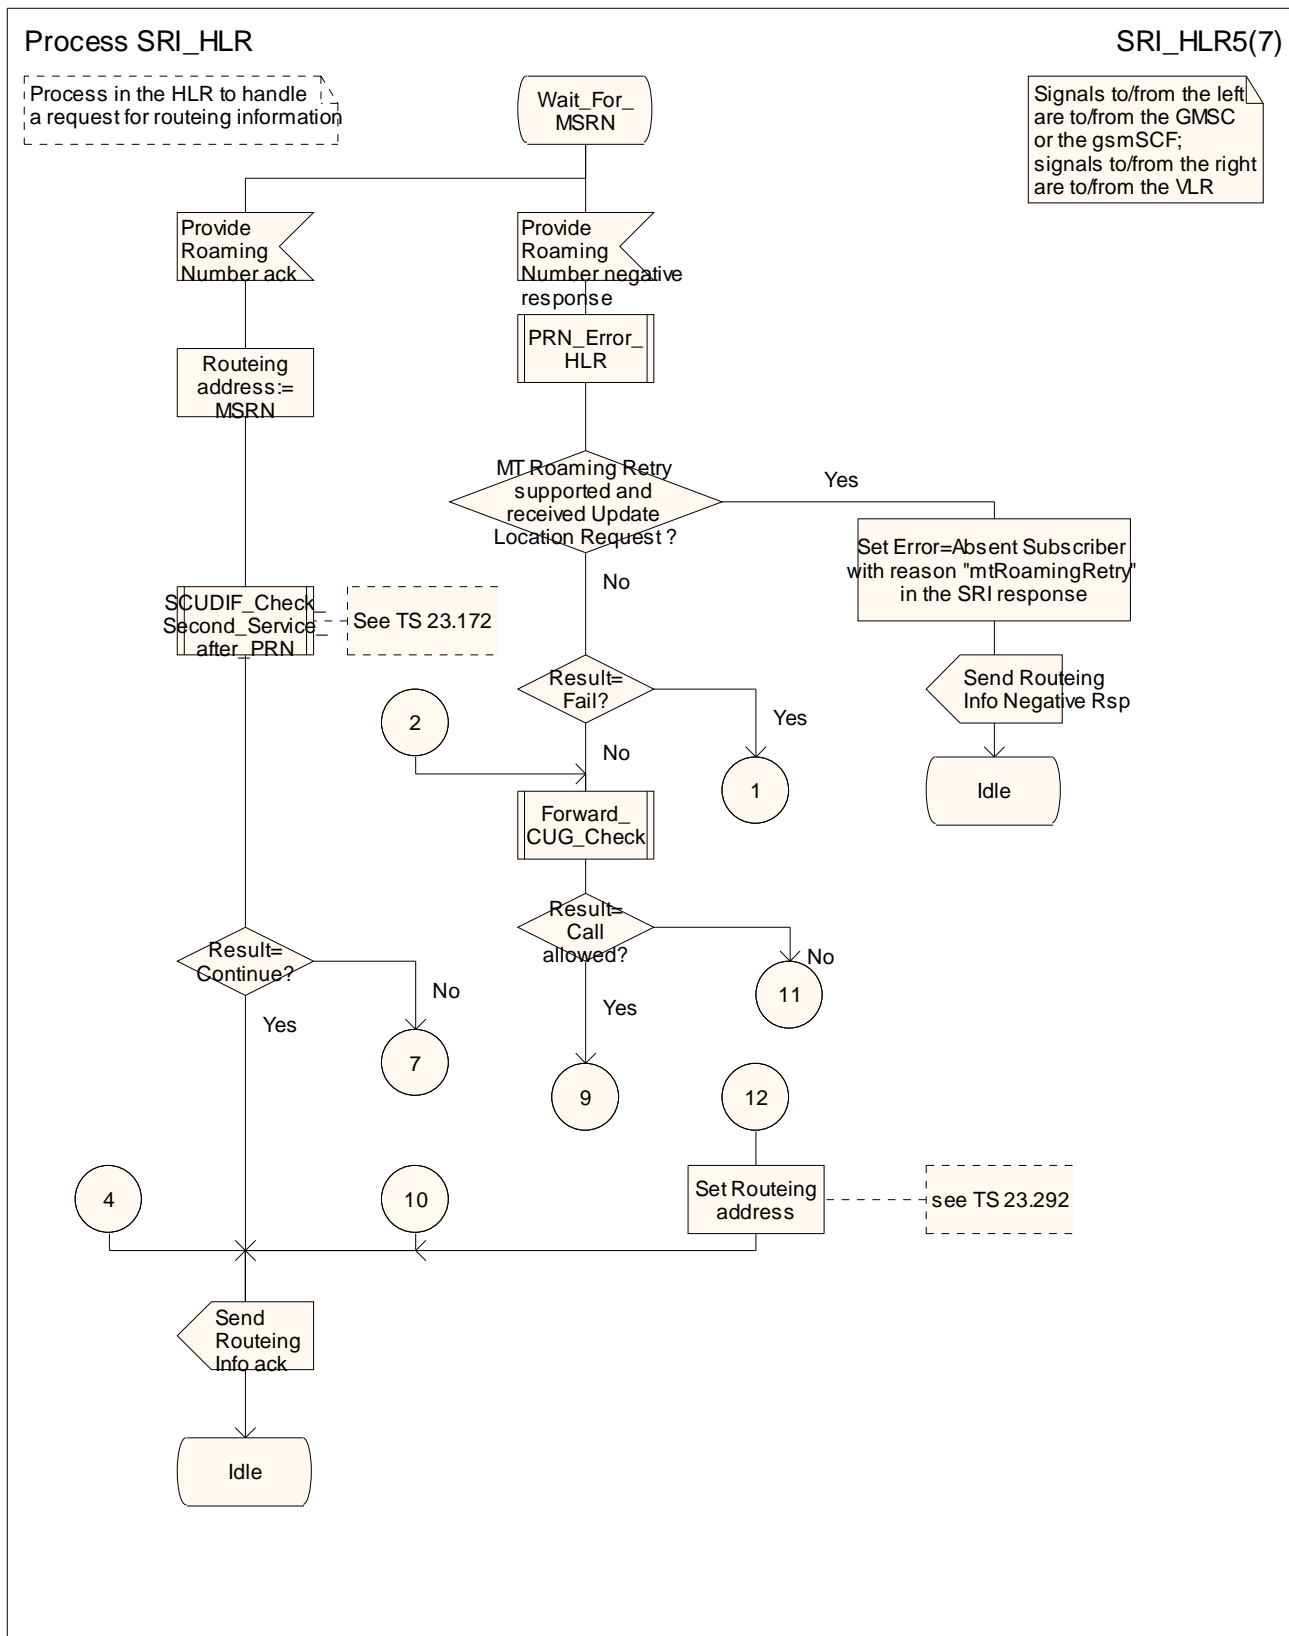 Process SRI_HLR
SRI_HLR5(7)
Process in the HLR to handle
a request for routeing information
Wait_For_
MSRN
Signals to/from the left
are to/from the GMSC
or the gsmSCF;
signals to/from the right
are to/from the VLR
Provide
Roaming
Number ack
Provide
Roaming
Number negative
response
PRN_Error_
HLR
Routeing
address:=
MSRN
MT Roaming Retry
supported and
received Update
Location Request ?
Yes
No
Set Error=Absent Subscriber
with reason "mtRoamingRetry"
in the SRI response
SCUDIF_Check_
Second_Service_
after_PRN
See TS 23.172
Result=
Fail?
Yes
No
Send Routeing
Info Negative Rsp
2
1
Idle
Forward_
CUG_Check
Result=
Call
allowed?
No
Yes
11
Result=
Continue?
No
Yes
7
9
12
4
10
Set Routeing
address
see TS 23.292
Send
Routeing
Info ack
Idle